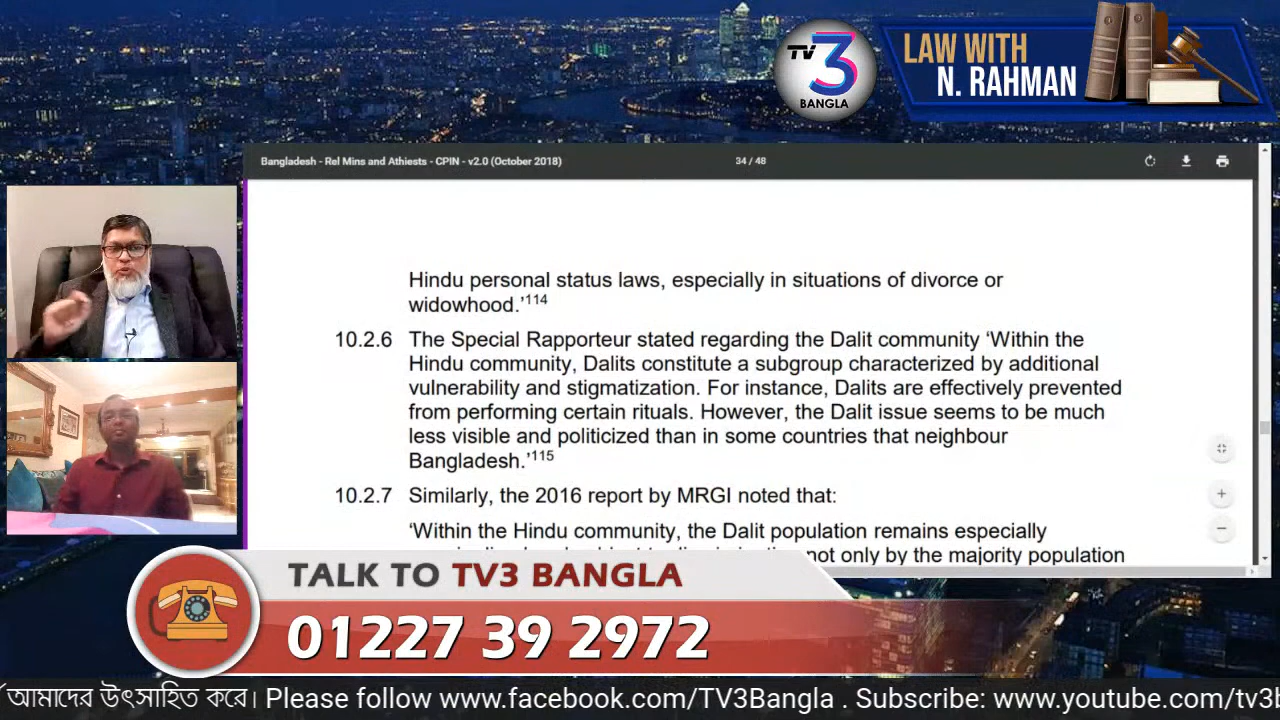 TV3
BANGLA
LAW WITH
N. RAHMAN
Bangladesh - Rel Mins and Athiests - CPIN - v2.0 (October 2018)
34 / 48
Hindu personal status laws, especially in situations of divorce or
widowhood.’114
10.2.6 The Special Rapporteur stated regarding the Dalit community ‘Within the
Hindu community, Dalits constitute a subgroup characterized by additional
vulnerability and stigmatization. For instance, Dalits are effectively prevented
from performing certain rituals. However, the Dalit issue seems to be much
less visible and politicized than in some countries that neighbour
Bangladesh.’115
10.2.7 Similarly, the 2016 report by MRGI noted that:
‘Within the Hindu community, the Dalit population remains especially
not only by the majority population
TALK TO TV3 BANGLA
01227 39 2972
আমাদের উৎসাহিত করে। Please follow www.facebook.com/TV3Bangla . Subscribe: www.youtube.com/tv3b